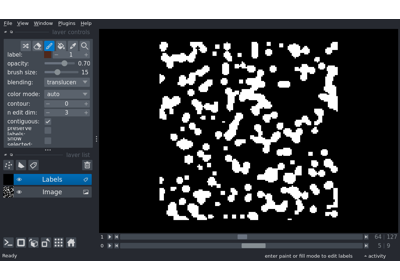 File View Window Plugins Help
layer controls
label: 1
opacity: 0.70
brush size: 15
blending: translucen
color mode: auto
contour: 0
n edit dim: 3
contiguous: ✓
preserve labels:
show selected:
layer list
Labels
Image
1 64 127
0 5 9
Ready enter paint or fill mode to edit labels activity